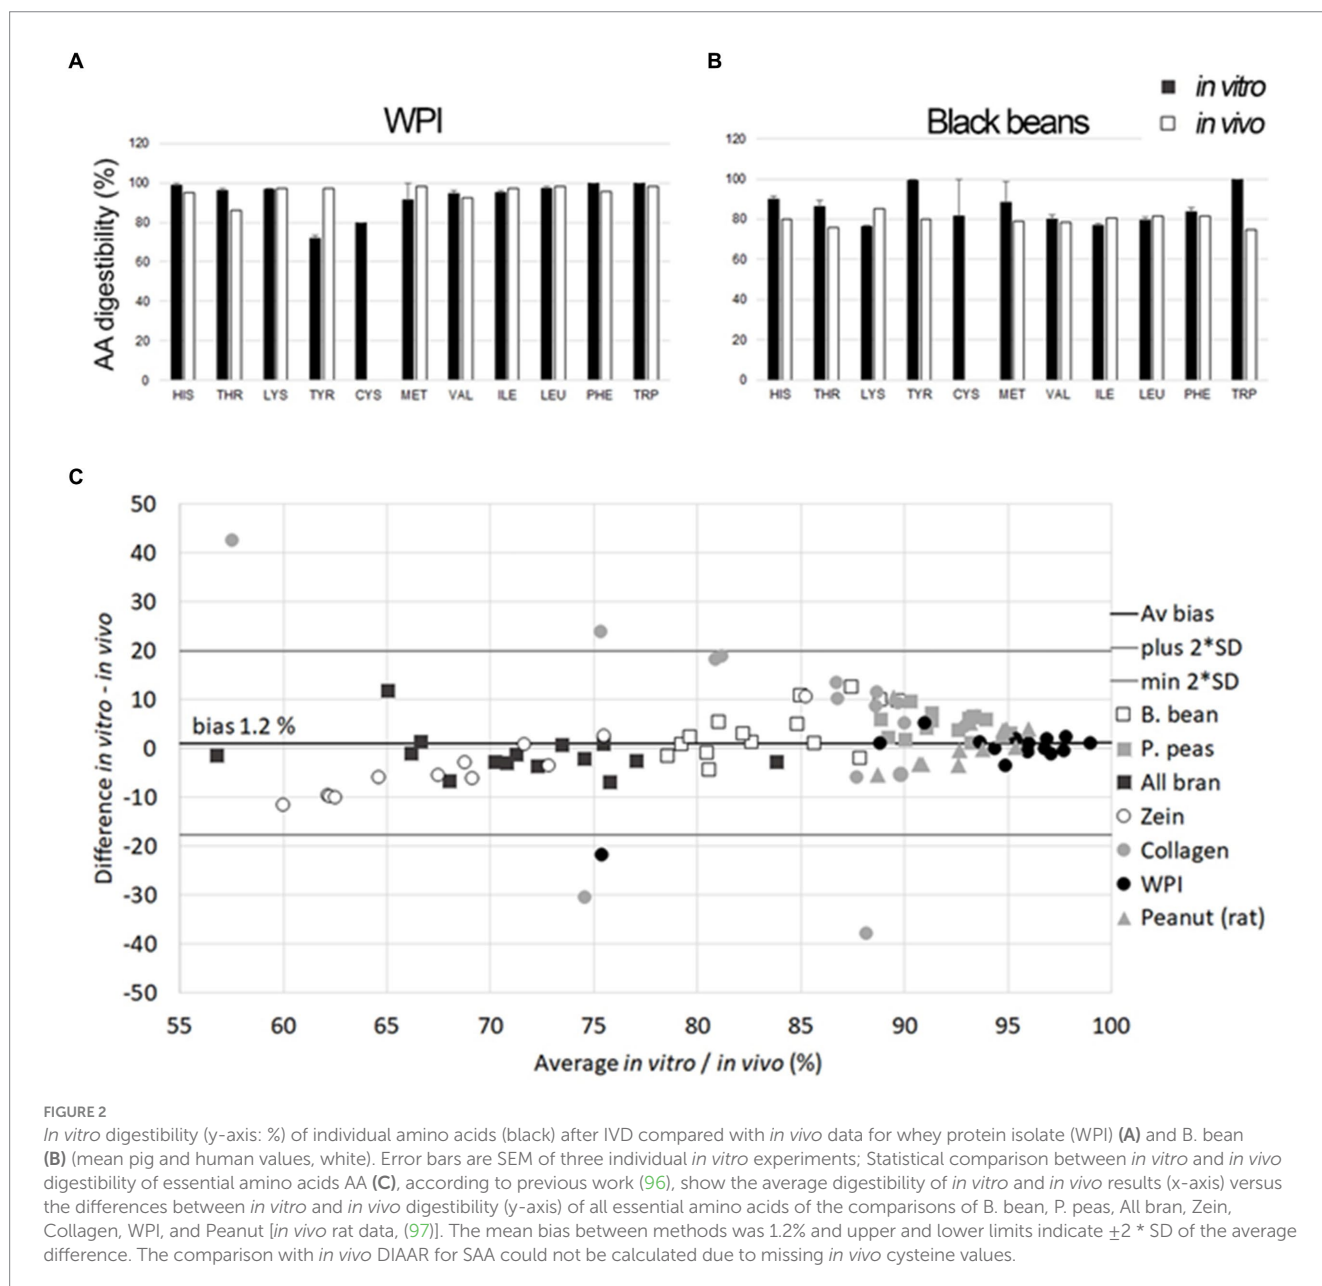 A
B
in vitro
in vivo
WPI
Black beans
AA digestibility (%)
120
100
80
60
40
20
0
HIS THR LYS TYR CYS MET VAL ILE LEU PHE TRP
120
100
80
60
40
20
0
HIS THR LYS TYR CYS MET VAL ILE LEU PHE TRP
C
Difference in vitro - in vivo
50
40
30
20
10
0
-10
-20
-30
-40
-50
bias 1.2 %
55 60 65 70 75 80 85 90 95 100
Average in vitro / in vivo (%)
Av bias
plus 2*SD
min 2*SD
B. bean
P. peas
All bran
Zein
Collagen
WPI
Peanut (rat)
FIGURE 2
In vitro digestibility (y-axis: %) of individual amino acids (black) after IVD compared with in vivo data for whey protein isolate (WPI) (A) and B. bean
(B) (mean pig and human values, white). Error bars are SEM of three individual in vitro experiments; Statistical comparison between in vitro and in vivo
digestibility of essential amino acids AA (C), according to previous work (96), show the average digestibility of in vitro and in vivo results (x-axis) versus
the differences between in vitro and in vivo digestibility (y-axis) of all essential amino acids of the comparisons of B. bean, P. peas, All bran, Zein,
Collagen, WPI, and Peanut [in vivo rat data, (97)]. The mean bias between methods was 1.2% and upper and lower limits indicate ±2 * SD of the average
difference. The comparison with in vivo DIAAR for SAA could not be calculated due to missing in vivo cysteine values.